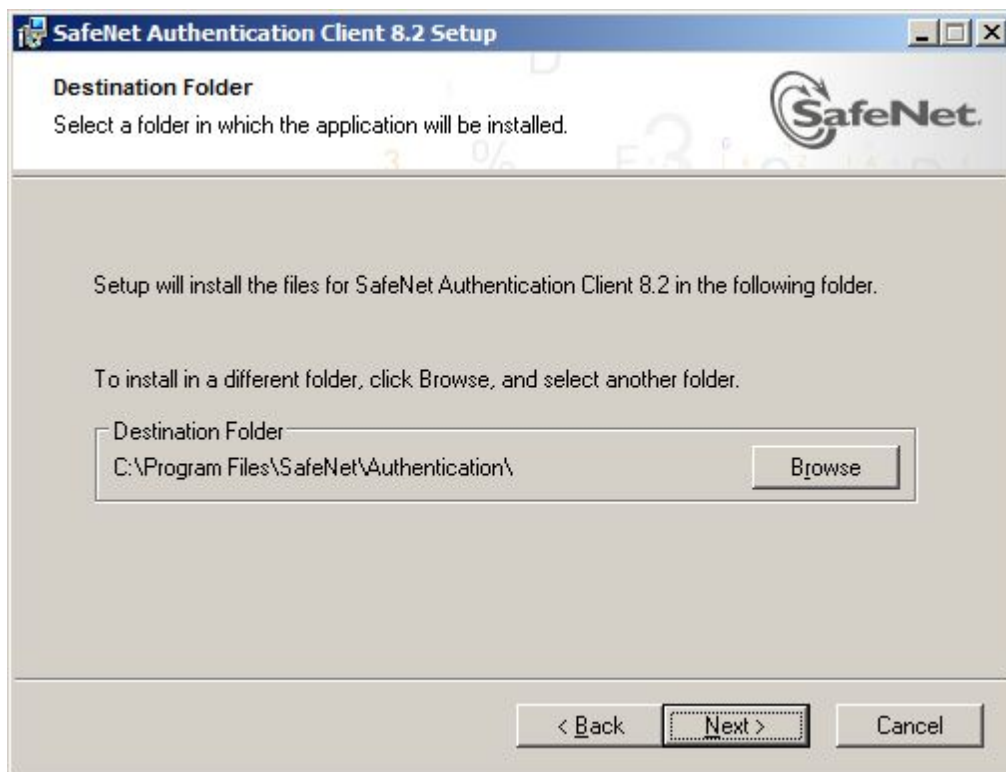 SafeNet Authentication Client 8.2 Setup
Destination Folder
Select a folder in which the application will be installed.
SafeNet.
Setup will install the files for SafeNet Authentication Client 8.2 in the following folder.
To install in a different folder, click Browse, and select another folder.
Destination Folder
C:\Program Files\SafeNet\Authentication\
Browse
< Back
Next >
Cancel